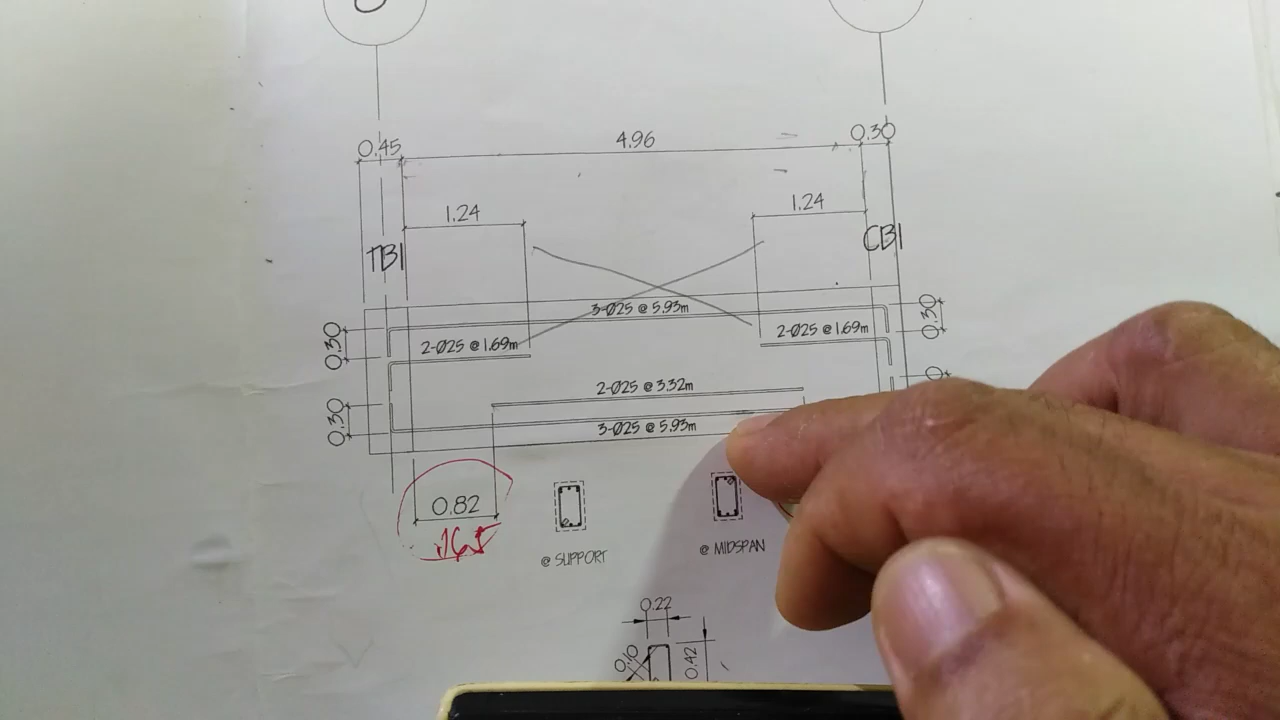 0.45
4.96
0.30
1.24
1.24
TB1
CB1
3-Ø25 @ 5.93m
0.30
0.30
2-Ø25 @ 1.69m
2-Ø25 @ 1.69m
2-Ø25 @ 3.32m
0.30
3-Ø25 @ 5.93m
0.82
@ SUPPORT
@ MIDSPAN
0.22
0.10
0.42